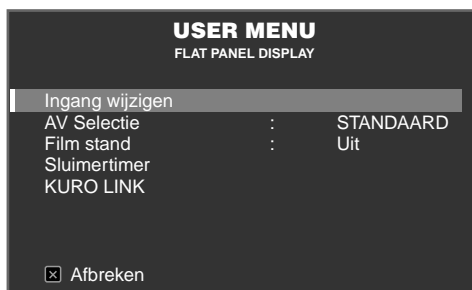 USER MENU
FLAT PANEL DISPLAY
Ingang wijzigen
AV Selectie : STANDAARD
Film stand : Uit
Sluimertimer
KURO LINK
Afbreken